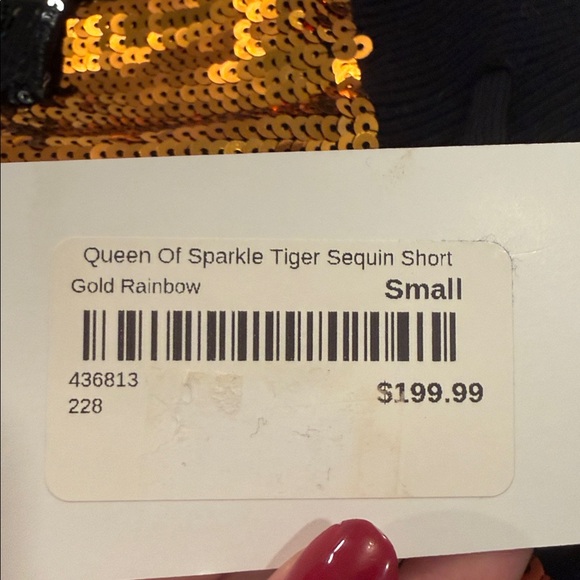 Queen Of Sparkle Tiger Sequin Short
Gold Rainbow Small
436813
228 $199.99